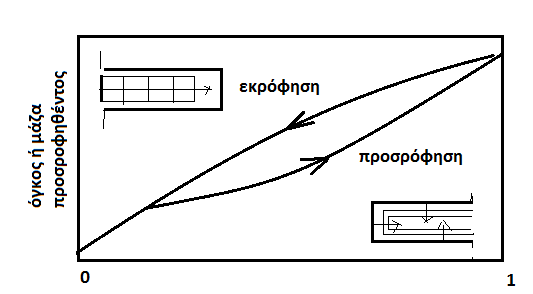 εκρόφηση
προσρόφηση
όγκος ή μάζα
προσροφηθέντος
0
1